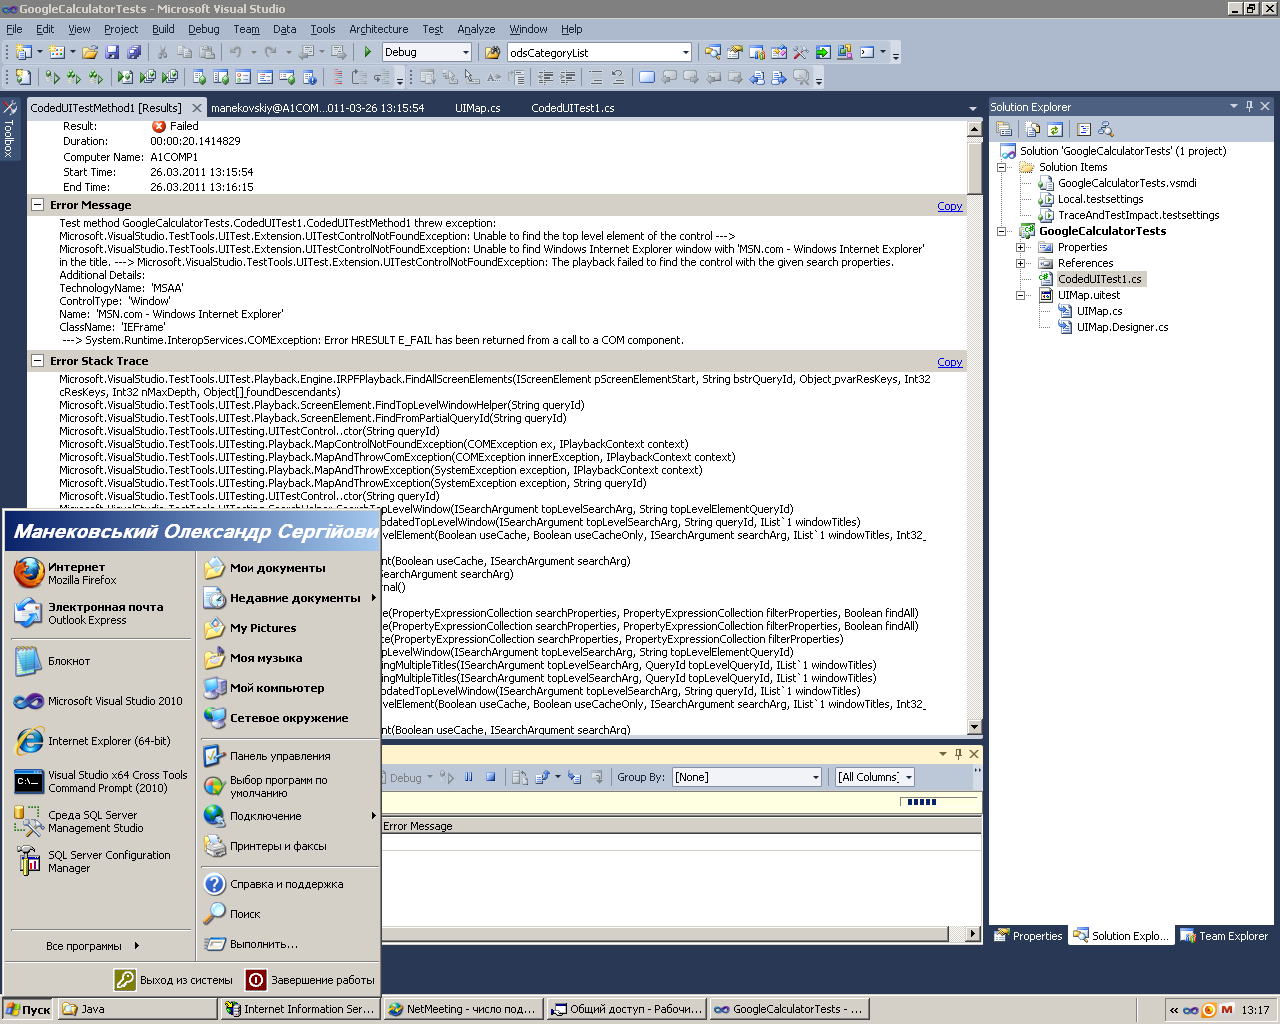 GoogleCalculatorTests - Microsoft Visual Studio
File Edit View Project Build Debug Team Data Tools Architecture Test Analyze Window Help
Debug odsCategoryList
Toolbox
CodedUITestMethod1 [Results] manekovskiy@A1COM...011-03-26 13:15:54 UIMap.cs CodedUITest1.cs
Result: Failed
Duration: 00:00:20.1414829
Computer Name: A1COMP1
Start Time: 26.03.2011 13:15:54
End Time: 26.03.2011 13:16:15
Error Message Copy
Test method GoogleCalculatorTests.CodedUITest1.CodedUITestMethod1 threw exception:
Microsoft.VisualStudio.TestTools.UITest.Extension.UITestControlNotFoundException: Unable to find the top level element of the control --->
Microsoft.VisualStudio.TestTools.UITest.Extension.UITestControlNotFoundException: Unable to find Windows Internet Explorer window with 'MSN.com - Windows Internet Explorer'
in the title. ---> Microsoft.VisualStudio.TestTools.UITest.Extension.UITestControlNotFoundException: The playback failed to find the control with the given search properties.
Additional Details:
TechnologyName: 'MSAA'
ControlType: 'Window'
Name: 'MSN.com - Windows Internet Explorer'
ClassName: 'IEFrame'
---> System.Runtime.InteropServices.COMException: Error HRESULT E_FAIL has been returned from a call to a COM component.
Error Stack Trace Copy
Microsoft.VisualStudio.TestTools.UITest.Playback.Engine.IRPFPlayback.FindAllScreenElements(IScreenElement pScreenElementStart, String bstrQueryId, Object pvarResKeys, Int32
cResKeys, Int32 nMaxDepth, Object[] foundDescendants)
Microsoft.VisualStudio.TestTools.UITest.Playback.ScreenElement.FindTopLevelWindowHelper(String queryId)
Microsoft.VisualStudio.TestTools.UITest.Playback.ScreenElement.FindFromPartialQueryId(String queryId)
Microsoft.VisualStudio.TestTools.UITesting.UITestControl..ctor(String queryId)
Microsoft.VisualStudio.TestTools.UITesting.Playback.MapControlNotFoundException(COMException ex, IPlaybackContext context)
Microsoft.VisualStudio.TestTools.UITesting.Playback.MapAndThrowComException(COMException innerException, IPlaybackContext context)
Microsoft.VisualStudio.TestTools.UITesting.Playback.MapAndThrowException(SystemException exception, IPlaybackContext context)
Microsoft.VisualStudio.TestTools.UITesting.Playback.MapAndThrowException(SystemException exception, String queryId)
Microsoft.VisualStudio.TestTools.UITesting.UITestControl..ctor(String queryId)
Window(ISearchArgument topLevelSearchArg, String topLevelElementQueryId)
odatedTopLevelWindow(ISearchArgument topLevelSearchArg, String queryId, IList`1 windowTitles)
velElement(Boolean useCache, Boolean useCacheOnly, ISearchArgument searchArg, IList`1 windowTitles, Int32
nt(Boolean useCache, ISearchArgument searchArg)
SearchArgument searchArg)
rnal()
te(PropertyExpressionCollection searchProperties, PropertyExpressionCollection filterProperties, Boolean findAll)
te(PropertyExpressionCollection searchProperties, PropertyExpressionCollection filterProperties, Boolean findAll)
ce(PropertyExpressionCollection searchProperties, PropertyExpressionCollection filterProperties)
pLevelWindow(ISearchArgument topLevelSearchArg, String topLevelElementQueryId)
ingMultipleTitles(ISearchArgument topLevelSearchArg, QueryId topLevelQueryId, IList`1 windowTitles)
ingMultipleTitles(ISearchArgument topLevelSearchArg, QueryId topLevelQueryId, IList`1 windowTitles)
odatedTopLevelWindow(ISearchArgument topLevelSearchArg, String queryId, IList`1 windowTitles)
velElement(Boolean useCache, Boolean useCacheOnly, ISearchArgument searchArg, IList`1 windowTitles, Int32
nt(Boolean useCache, ISearchArgument searchArg)
Debug Group By: [None] [All Columns]
Error Message
Solution Explorer
Solution 'GoogleCalculatorTests' (1 project)
Solution Items
GoogleCalculatorTests.vsmdi
Local.testsettings
TraceAndTestImpact.testsettings
GoogleCalculatorTests
Properties
References
CodedUITest1.cs
UIMap.uitest
UIMap.cs
UIMap.Designer.cs
Properties Solution Explo... Team Explorer
Манековський Олександр Сергійови
Интернет
Mozilla Firefox
Электронная почта
Outlook Express
Блокнот
Microsoft Visual Studio 2010
Internet Explorer (64-bit)
Visual Studio x64 Cross Tools
Command Prompt (2010)
Среда SQL Server
Management Studio
SQL Server Configuration
Manager
Все программы
Мои документы
Недавние документы
My Pictures
Моя музыка
Мой компьютер
Сетевое окружение
Панель управления
Выбор программ по
умолчанию
Подключение
Принтеры и факсы
Справка и поддержка
Поиск
Выполнить...
Выход из системы Завершение работы
Пуск Java Internet Information Ser... NetMeeting - число под... Общий доступ - Рабочи... GoogleCalculatorTests - ... 13:17